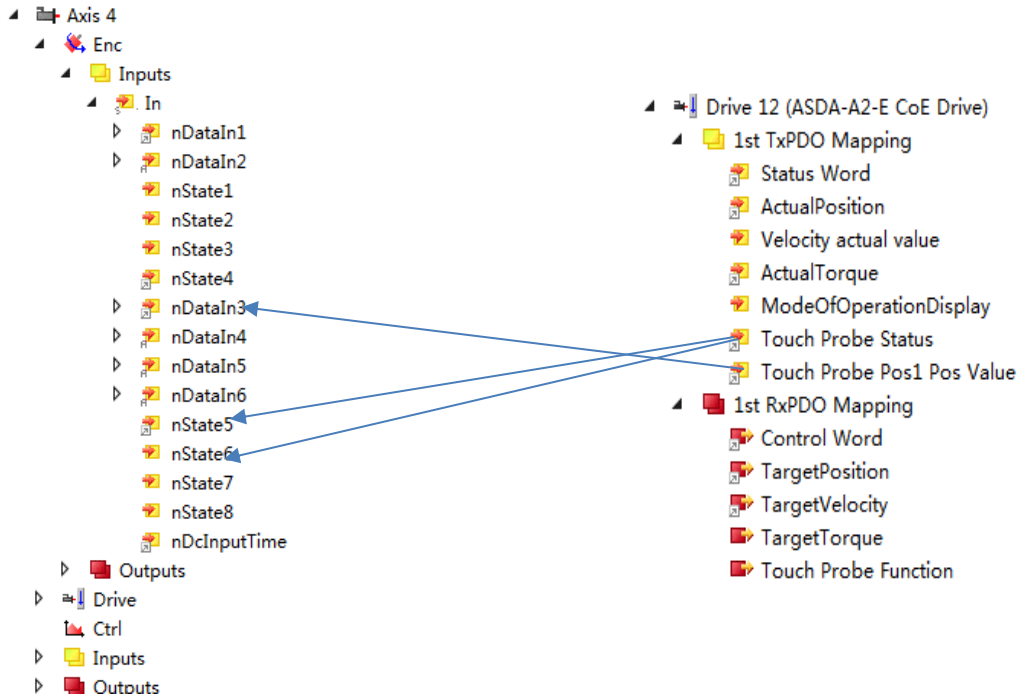 Axis 4
Enc
Inputs
In
nDataIn1
nDataIn2
nState1
nState2
nState3
nState4
nDataIn3
nDataIn4
nDataIn5
nDataIn6
nState5
nState6
nState7
nState8
nDcInputTime
Outputs
Drive
Ctrl
Inputs
Outputs
Drive 12 (ASDA-A2-E CoE Drive)
1st TxPDO Mapping
Status Word
ActualPosition
Velocity actual value
ActualTorque
ModeOfOperationDisplay
Touch Probe Status
Touch Probe Pos1 Pos Value
1st RxPDO Mapping
Control Word
TargetPosition
TargetVelocity
TargetTorque
Touch Probe Function